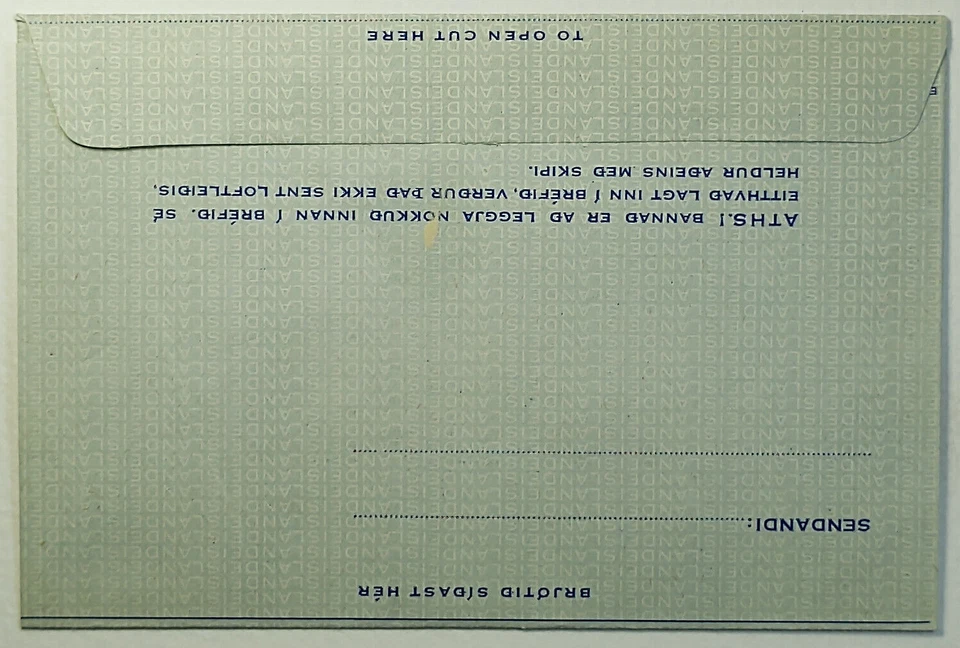 BRJÓTIÐ SÍÐAST HÉR
SENDANDI:
ATHS.! BANNAÐ ER AÐ LEGGJA NOKKUÐ INNAN Í BRÉFIÐ. SÉ
EITTHVAÐ LAGT INN Í BRÉFIÐ, VERÐUR ÞAÐ EKKI SENT LOFTLEIÐIS,
HELDUR AÐEINS MEÐ SKIPI.
TO OPEN CUT HERE